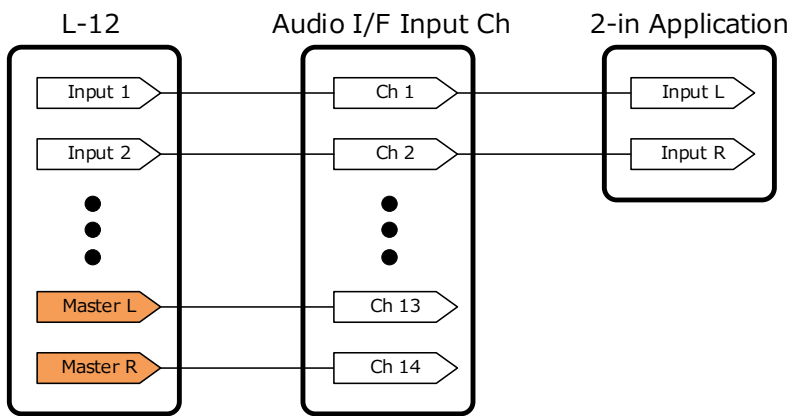 L-12
Audio I/F Input Ch
2-in Application
Input 1
Ch 1
Input L
Input 2
Ch 2
Input R
Master L
Ch 13
Master R
Ch 14